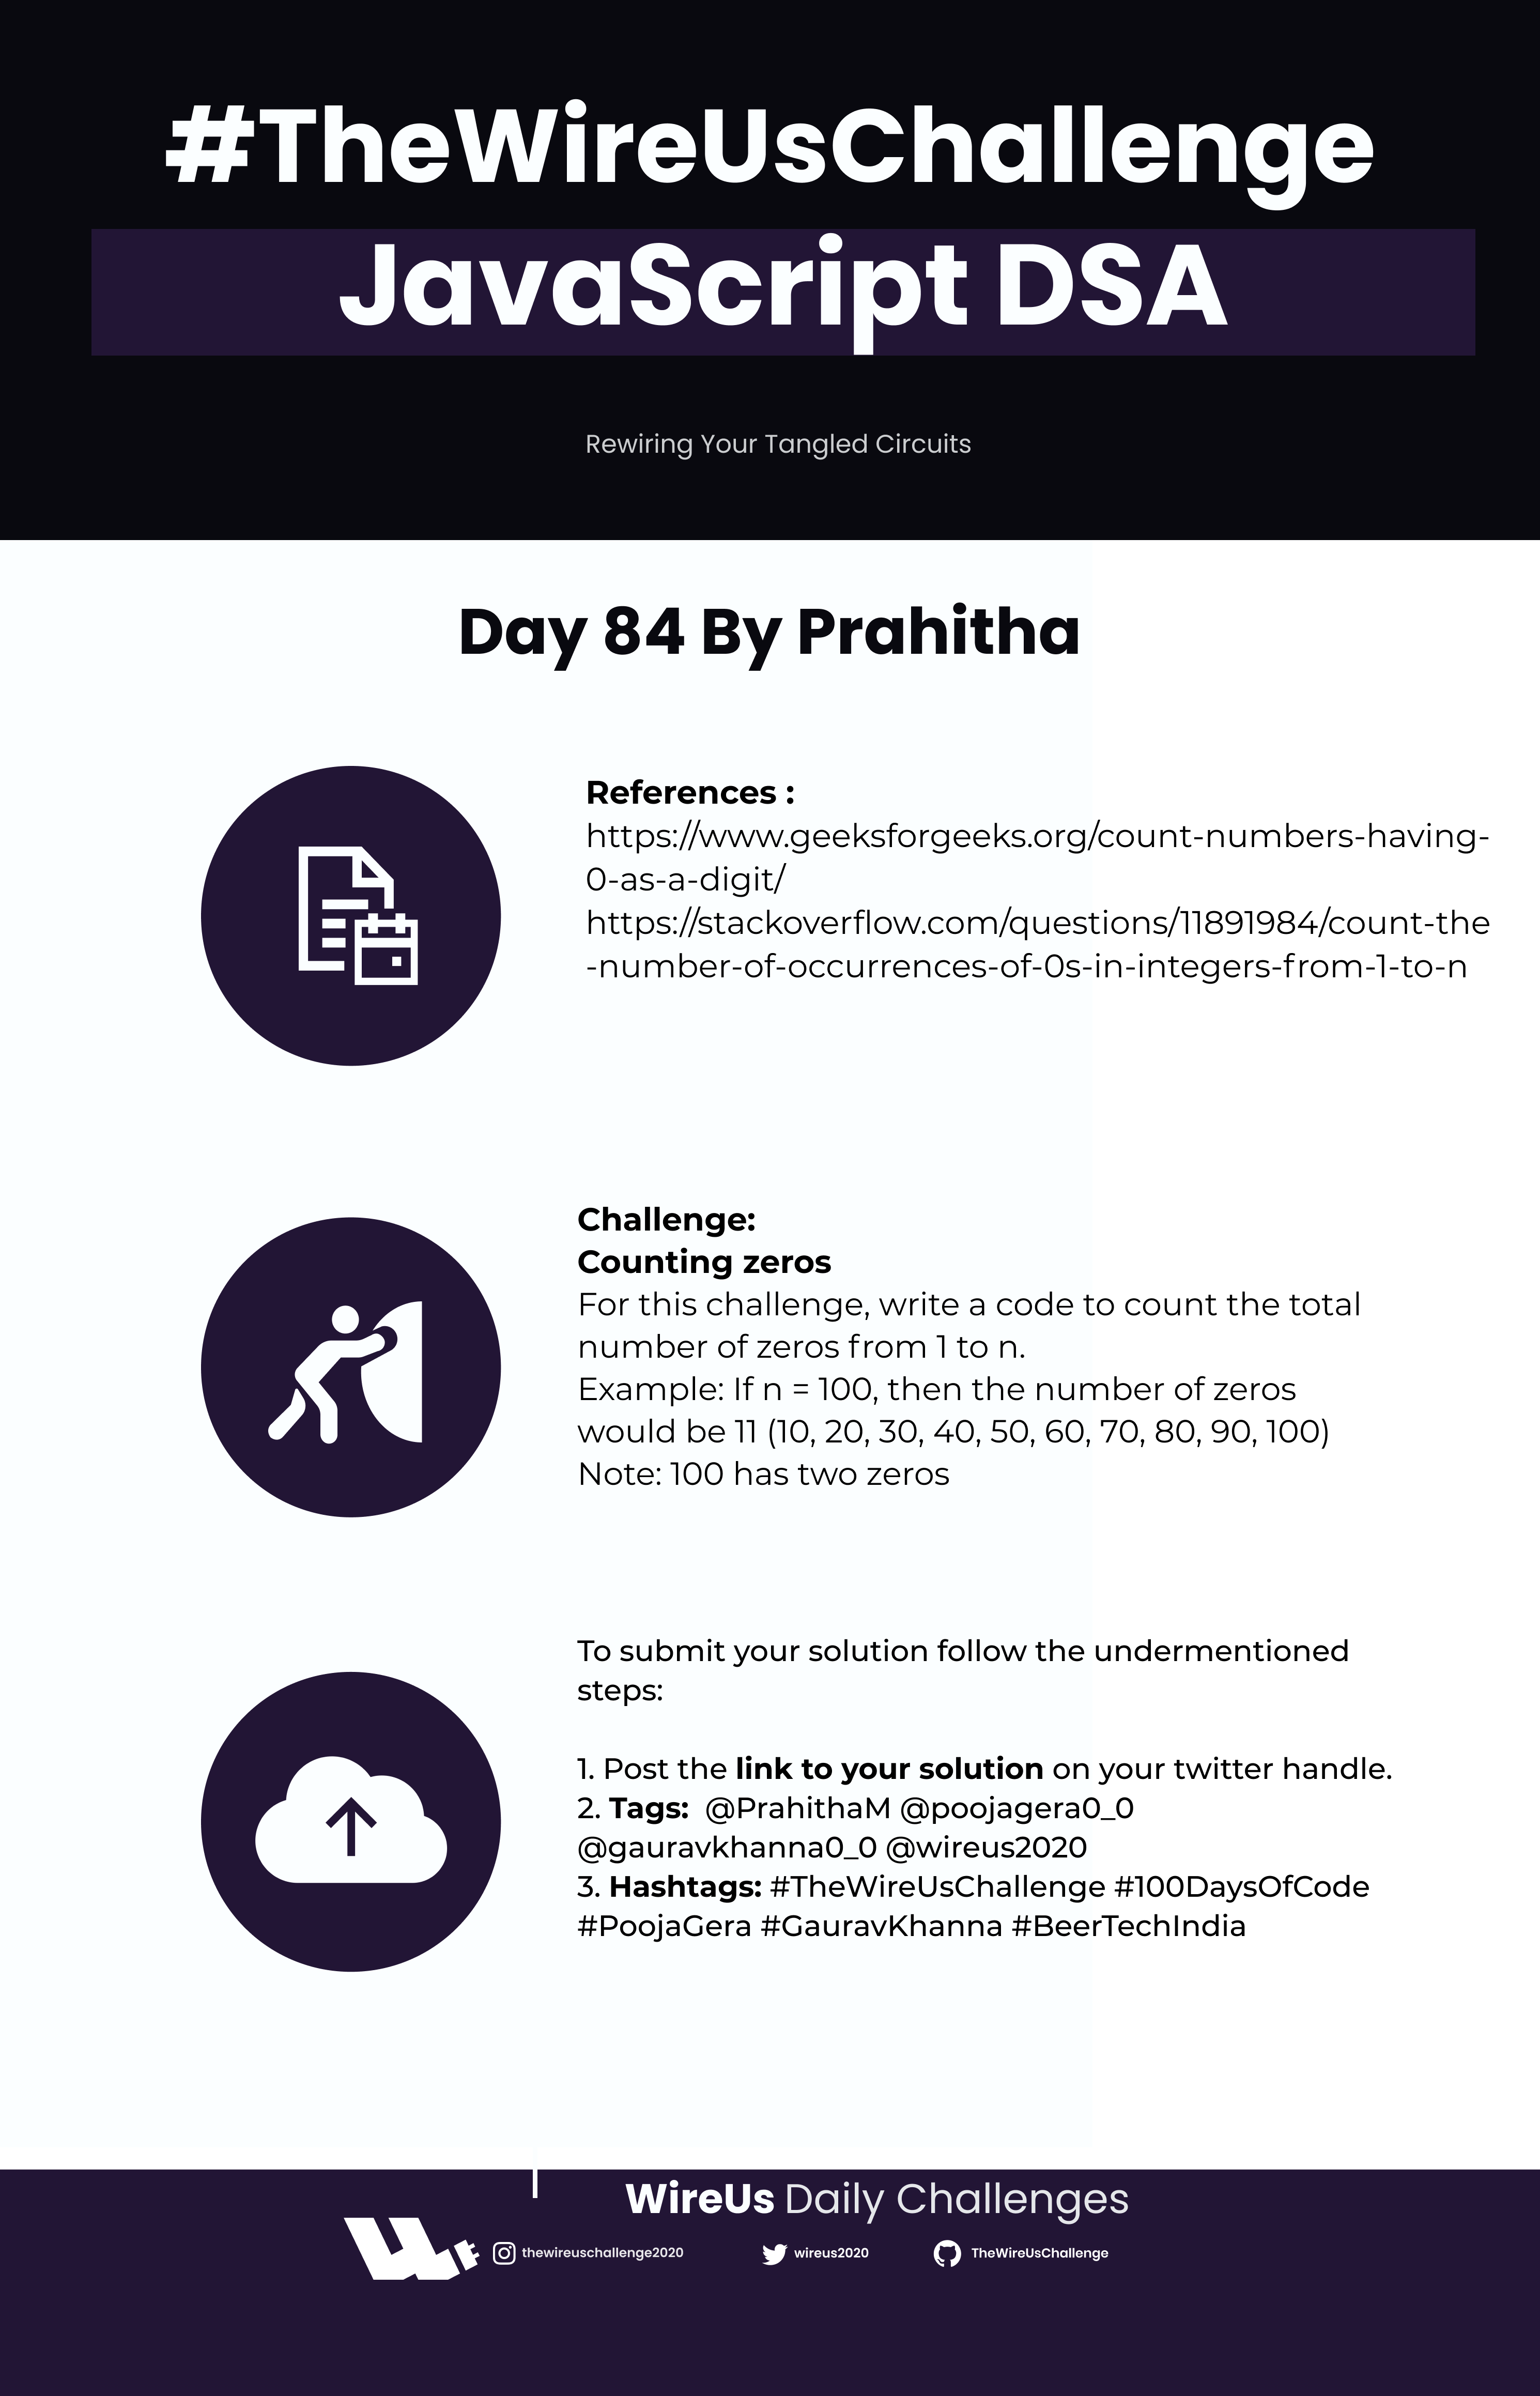 #TheWireUsChallenge
JavaScript DSA
Rewiring Your Tangled Circuits
Day 84 By Prahitha
References :
https://www.geeksforgeeks.org/count-numbers-having-
0-as-a-digit/
https://stackoverflow.com/questions/11891984/count-the
-number-of-occurrences-of-0s-in-integers-from-1-to-n
Challenge:
Counting zeros
For this challenge, write a code to count the total
number of zeros from 1 to n.
Example: If n = 100, then the number of zeros
would be 11 (10, 20, 30, 40, 50, 60, 70, 80, 90, 100)
Note: 100 has two zeros
To submit your solution follow the undermentioned
steps:
1. Post the link to your solution on your twitter handle.
2. Tags: @PrahithaM @poojagera0_0
@gauravkhanna0_0 @wireus2020
3. Hashtags: #TheWireUsChallenge #100DaysOfCode
#PoojaGera #GauravKhanna #BeerTechIndia
WireUs Daily Challenges
thewireuschallenge2020 wireus2020 TheWireUsChallenge